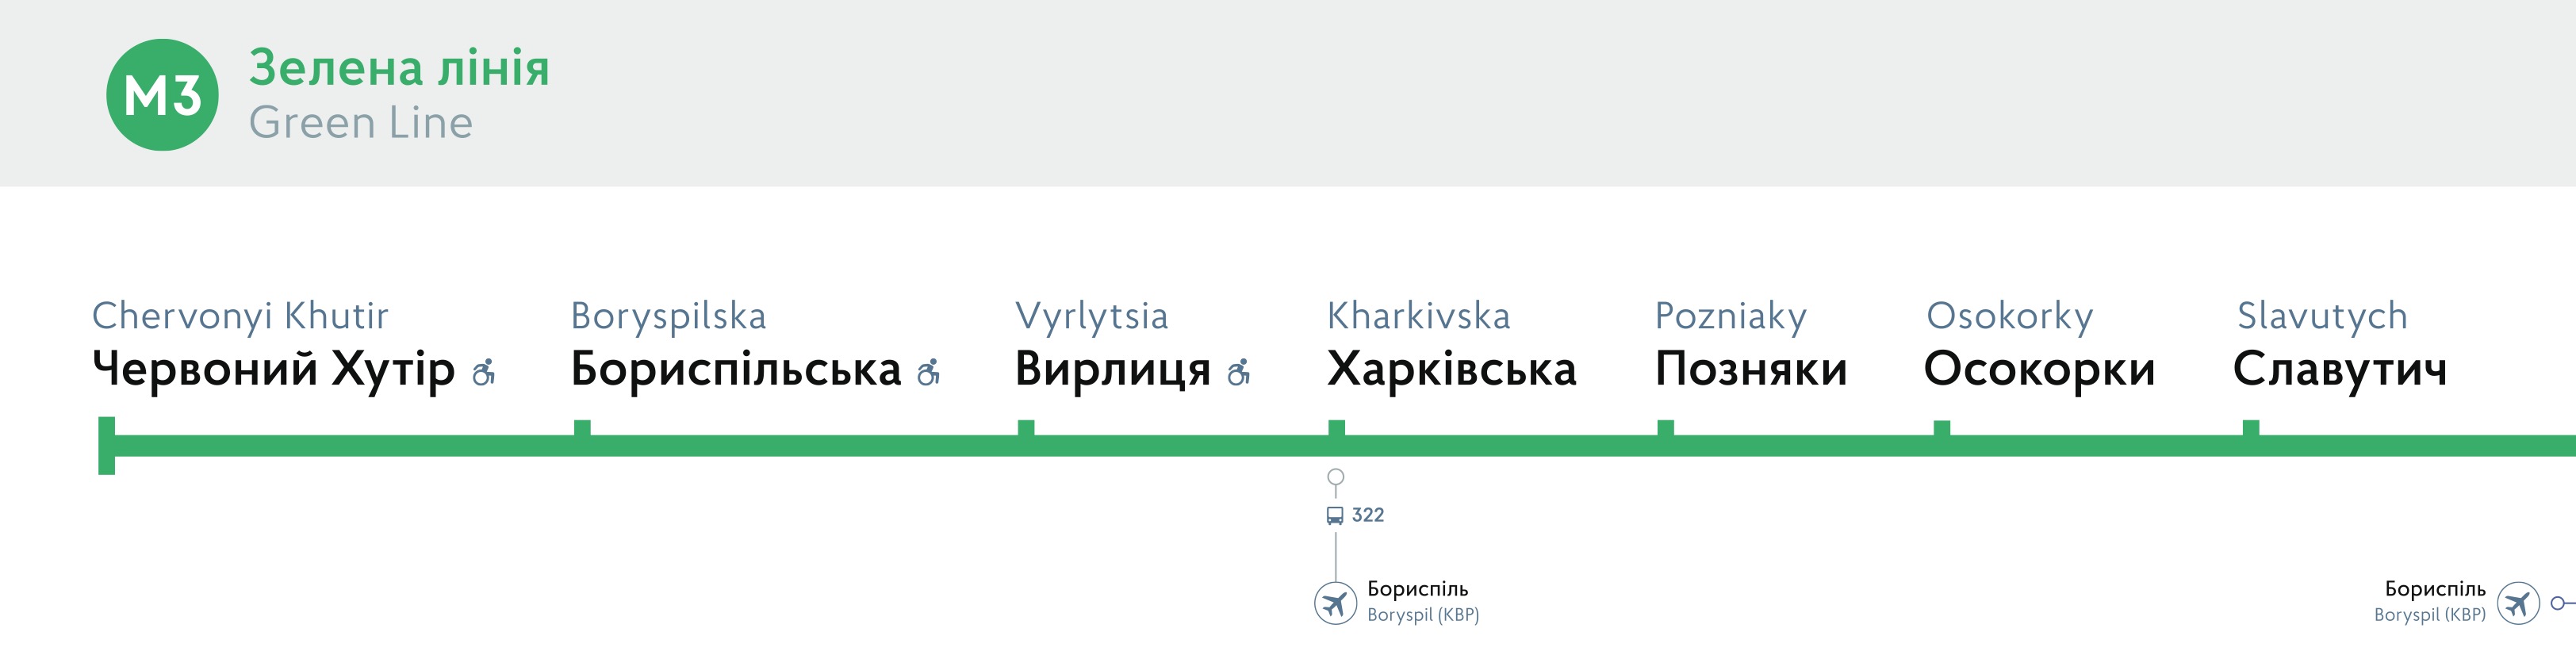 M3
Зелена лінія
Green Line
Chervonyi Khutir
Червоний Хутір
Boryspilska
Бориспільська
Vyrlytsia
Вирлиця
Kharkivska
Харківська
Pozniaky
Позняки
Osokorky
Осокорки
Slavutych
Славутич
322
Бориспіль
Boryspil (KBP)
Бориспіль
Boryspil (KBP)